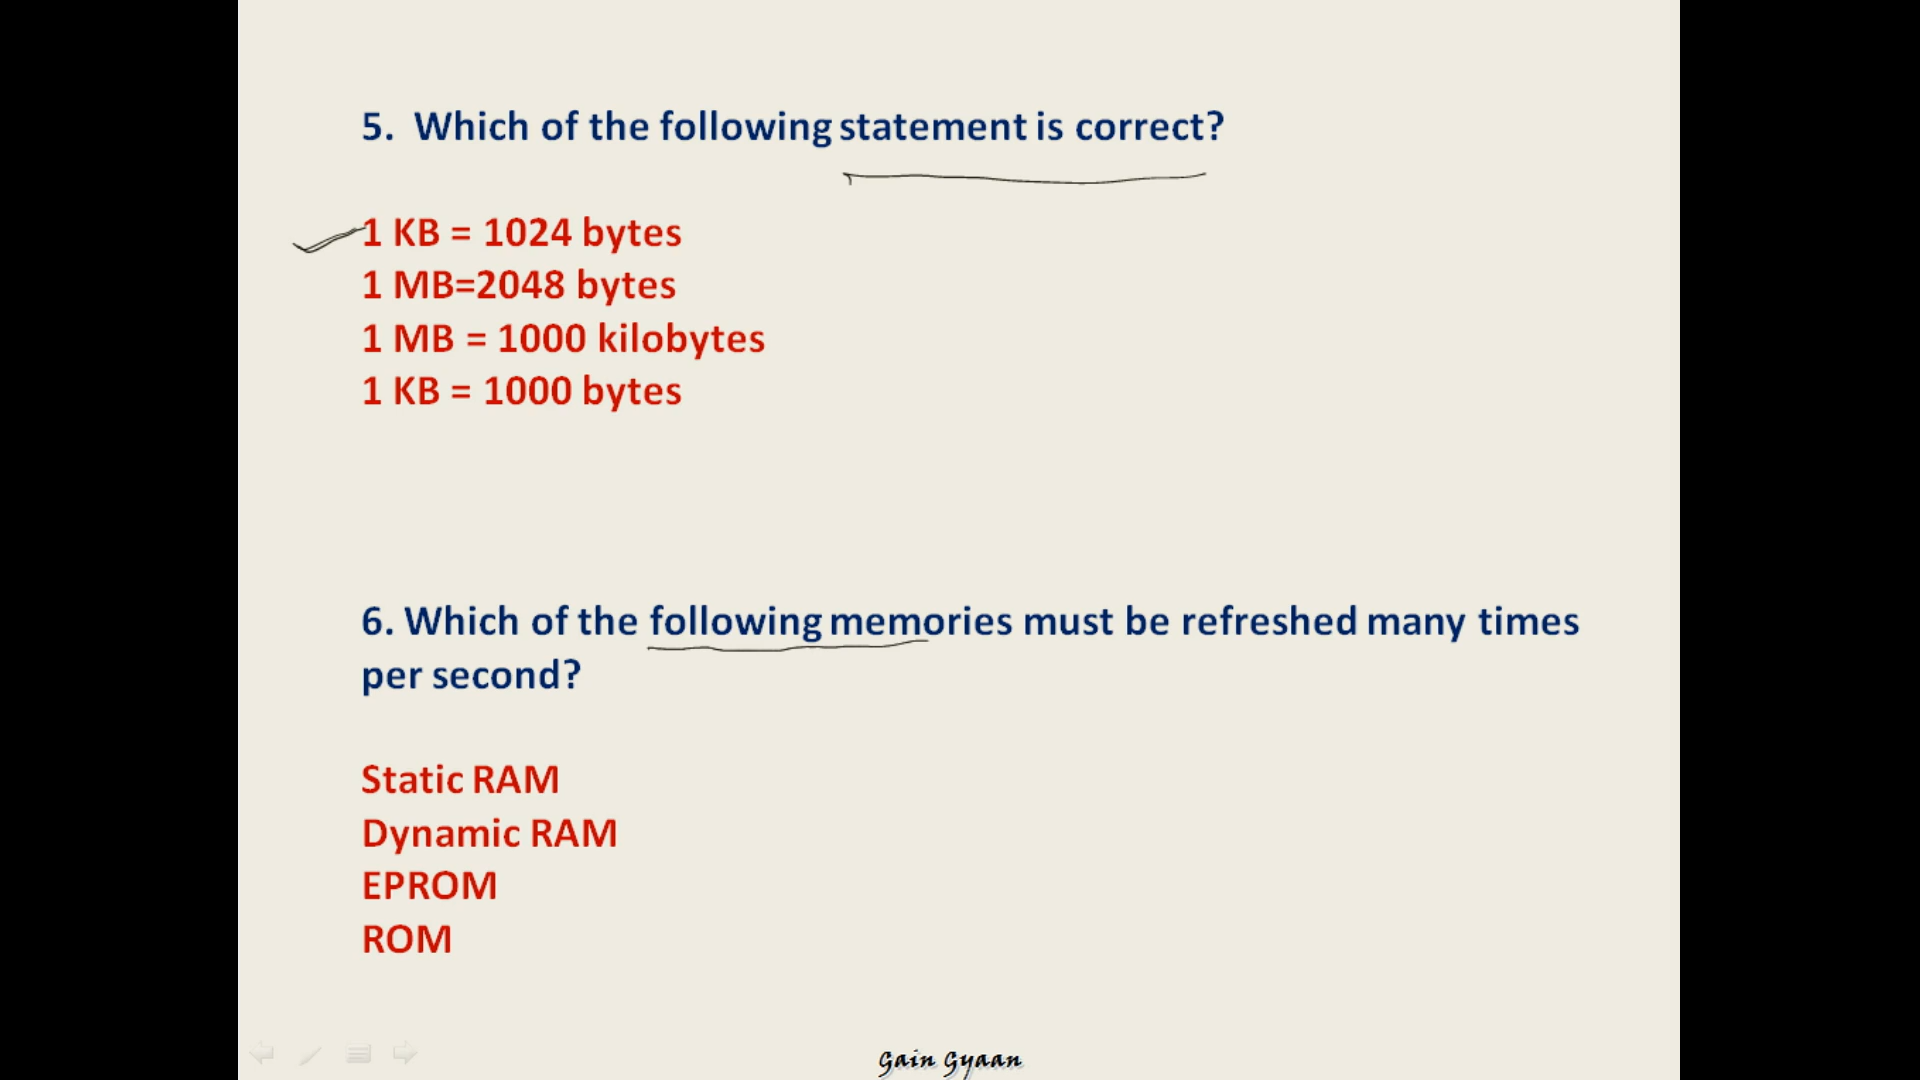 5. Which of the following statement is correct?
1 KB = 1024 bytes
1 MB=2048 bytes
1 MB = 1000 kilobytes
1 KB = 1000 bytes
6. Which of the following memories must be refreshed many times
per second?
Static RAM
Dynamic RAM
EPROM
ROM
Gain Gyaan